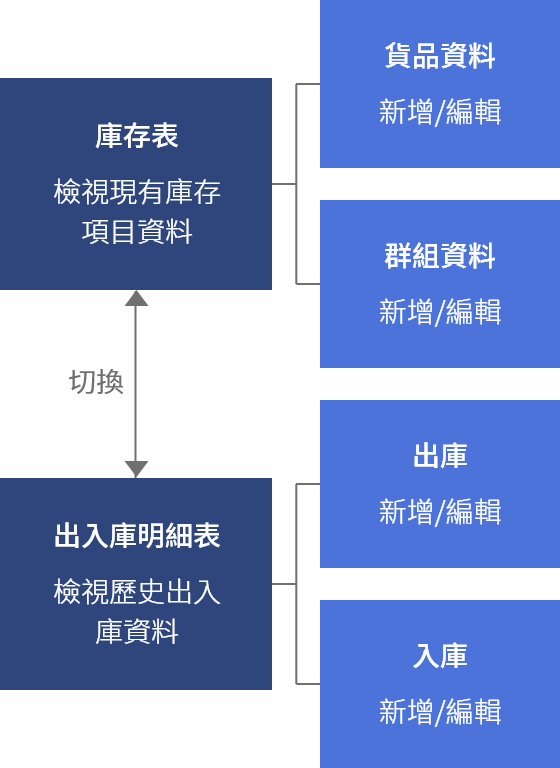 庫存表
檢視現有庫存
項目資料
貨品資料
新增/編輯
群組資料
新增/編輯
切換
出入庫明細表
檢視歷史出入
庫資料
出庫
新增/編輯
入庫
新增/編輯